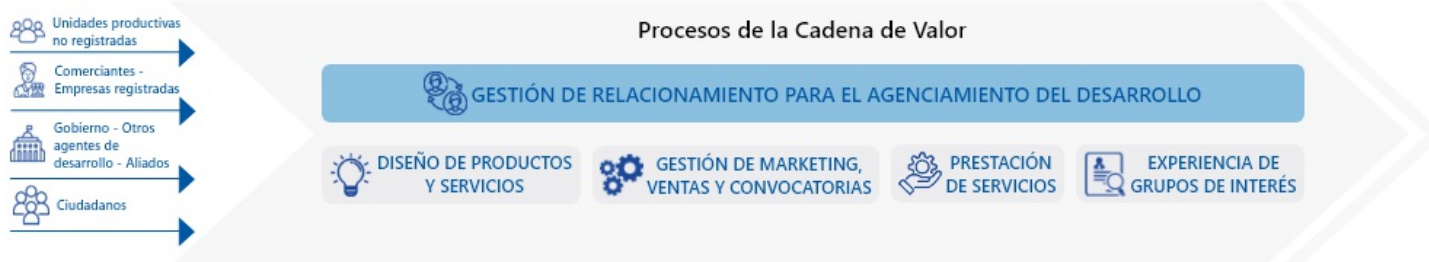 Unidades productivas
no registradas
Comerciantes -
Empresas registradas
Gobierno - Otros
agentes de
desarrollo - Aliados
Ciudadanos
Procesos de la Cadena de Valor
GESTIÓN DE RELACIONAMIENTO PARA EL AGENCIAMIENTO DEL DESARROLLO
DISEÑO DE PRODUCTOS
Y SERVICIOS
GESTIÓN DE MARKETING,
VENTAS Y CONVOCATORIAS
PRESTACIÓN
DE SERVICIOS
EXPERIENCIA DE
GRUPOS DE INTERÉS